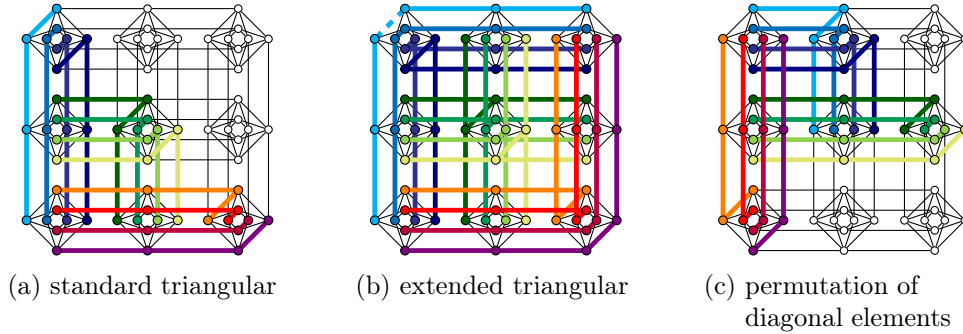 (a) standard triangular
(b) extended triangular
(c) permutation of
diagonal elements